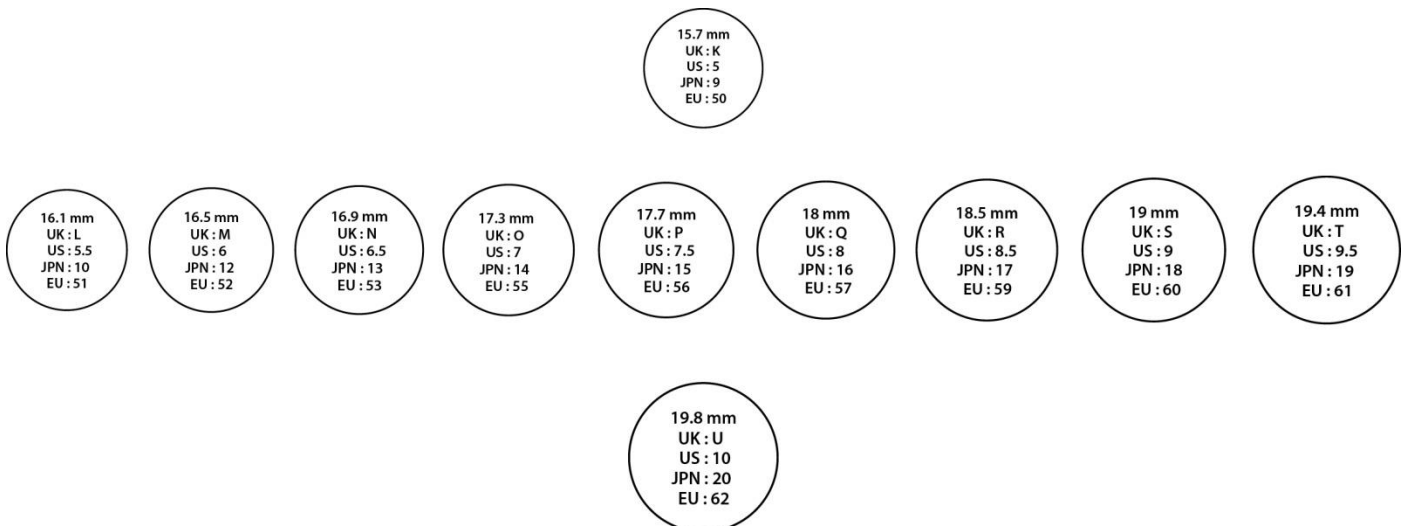 15.7 mm
UK : K
US : 5
JPN : 9
EU : 50
16.1 mm
UK : L
US : 5.5
JPN : 10
EU : 51
16.5 mm
UK : M
US : 6
JPN : 12
EU : 52
16.9 mm
UK : N
US : 6.5
JPN : 13
EU : 53
17.3 mm
UK : O
US : 7
JPN : 14
EU : 55
17.7 mm
UK : P
US : 7.5
JPN : 15
EU : 56
18 mm
UK : Q
US : 8
JPN : 16
EU : 57
18.5 mm
UK : R
US : 8.5
JPN : 17
EU : 59
19 mm
UK : S
US : 9
JPN : 18
EU : 60
19.4 mm
UK : T
US : 9.5
JPN : 19
EU : 61
19.8 mm
UK : U
US : 10
JPN : 20
EU : 62